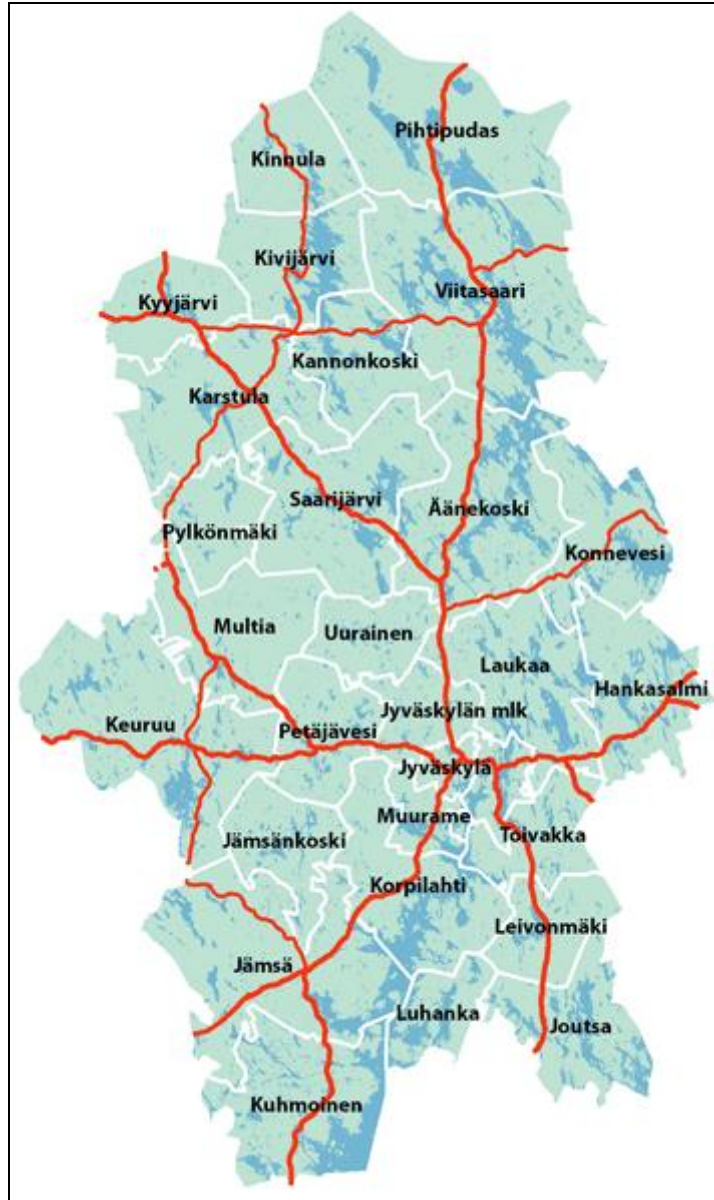 Pihtipudas
Kinnula
Kivijärvi
Viitasaari
Kyyjärvi
Kannonkoski
Karstula
Saarijärvi
Äänekoski
Pylkönmäki
Konnevesi
Multia
Uurainen
Laukaa
Hankasalmi
Jyväskylän mlk
Keuruu
Petäjävesi
Jyväskylä
Muurame
Toivakka
Jämsänkoski
Korpilahti
Leivonmäki
Jämsä
Luhanka
Joutsa
Kuhmoinen